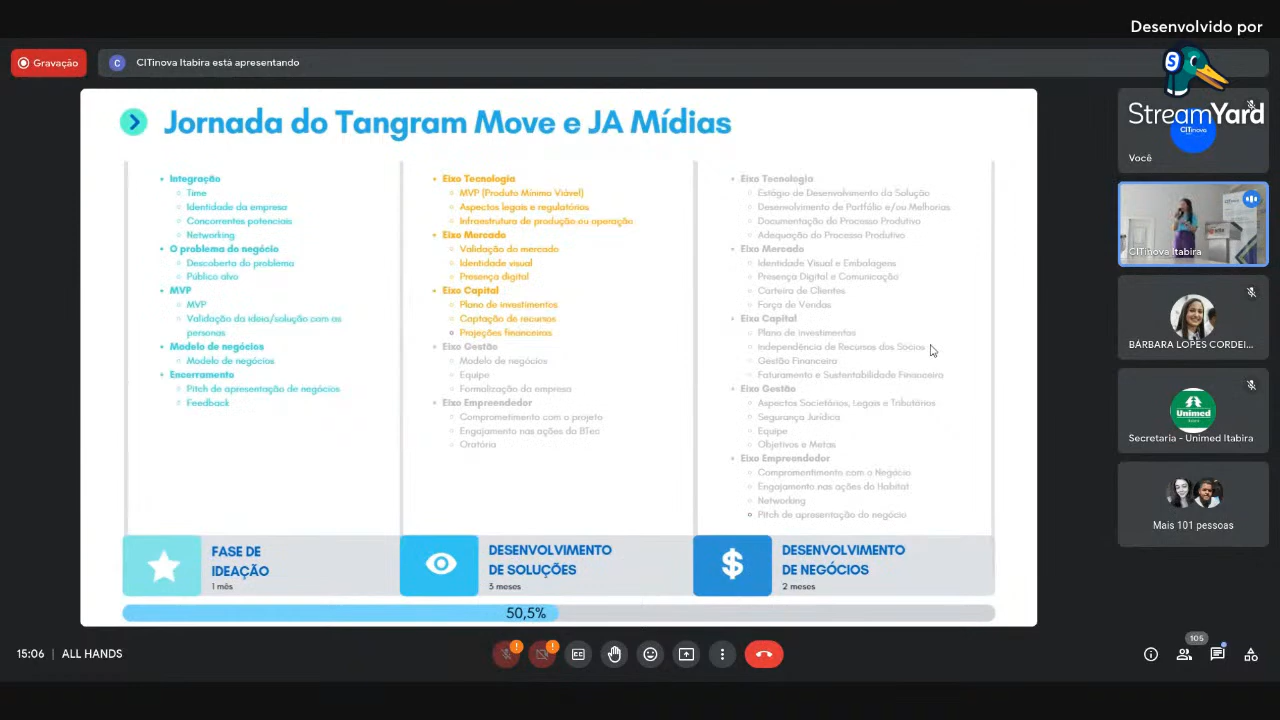 Desenvolvido por
StreamYard
Gravação
C
CITinova Itabira está apresentando
Jornada do Tangram Move e JA Mídias
Integração
Time
Identidade da empresa
Concorrentes potenciais
Networking
O problema do negócio
Descoberta do problema
Público alvo
MVP
MVP
Validação da ideia/solução com as
personas
Modelo de negócios
Modelo de negócios
Encerramento
Pitch de apresentação de negócios
Feedback
Eixo Tecnologia
MVP (Produto Mínimo Viável)
Aspectos legais e regulatórios
Infraestrutura de produção ou operação
Eixo Mercado
Validação do mercado
Identidade visual
Presença digital
Eixo Capital
Plano de investimentos
Captação de recursos
Projeções financeiras
Eixo Gestão
Modelo de negócios
Equipe
Formalização da empresa
Eixo Empreendedor
Comprometimento com o projeto
Engajamento nas ações da BTec
Oratória
Eixo Tecnologia
Estágio de Desenvolvimento da Solução
Desenvolvimento de Portfólio e/ou Melhorias
Documentação do Processo Produtivo
Adequação do Processo Produtivo
Eixo Mercado
Identidade Visual e Embalagens
Presença Digital e Comunicação
Carteira de Clientes
Força de Vendas
Eixo Capital
Plano de investimentos
Independência de Recursos dos Sócios
Gestão Financeira
Faturamento e Sustentabilidade Financeira
Eixo Gestão
Aspectos Societários, Legais e Tributários
Segurança Jurídica
Equipe
Objetivos e Metas
Eixo Empreendedor
Comprometimento com o Negócio
Engajamento nas ações do Habitat
Networking
Pitch de apresentação do negócio
FASE DE
IDEAÇÃO
1 mês
DESENVOLVIMENTO
DE SOLUÇÕES
3 meses
DESENVOLVIMENTO
DE NEGÓCIOS
2 meses
50,5%
CITinova
Você
CITinova Itabira
BÁRBARA LOPES CORDEI...
Unimed
Secretaria - Unimed Itabira
Mais 101 pessoas
15:06 | ALL HANDS
105